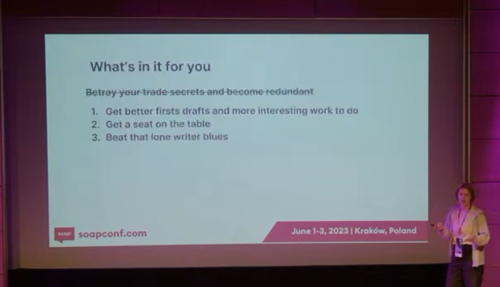 What's in it for you
Betray your trade secrets and become redundant
1. Get better firsts drafts and more interesting work to do
2. Get a seat on the table
3. Beat that lone writer blues
soap!
soapconf.com
June 1-3, 2023 | Kraków, Poland